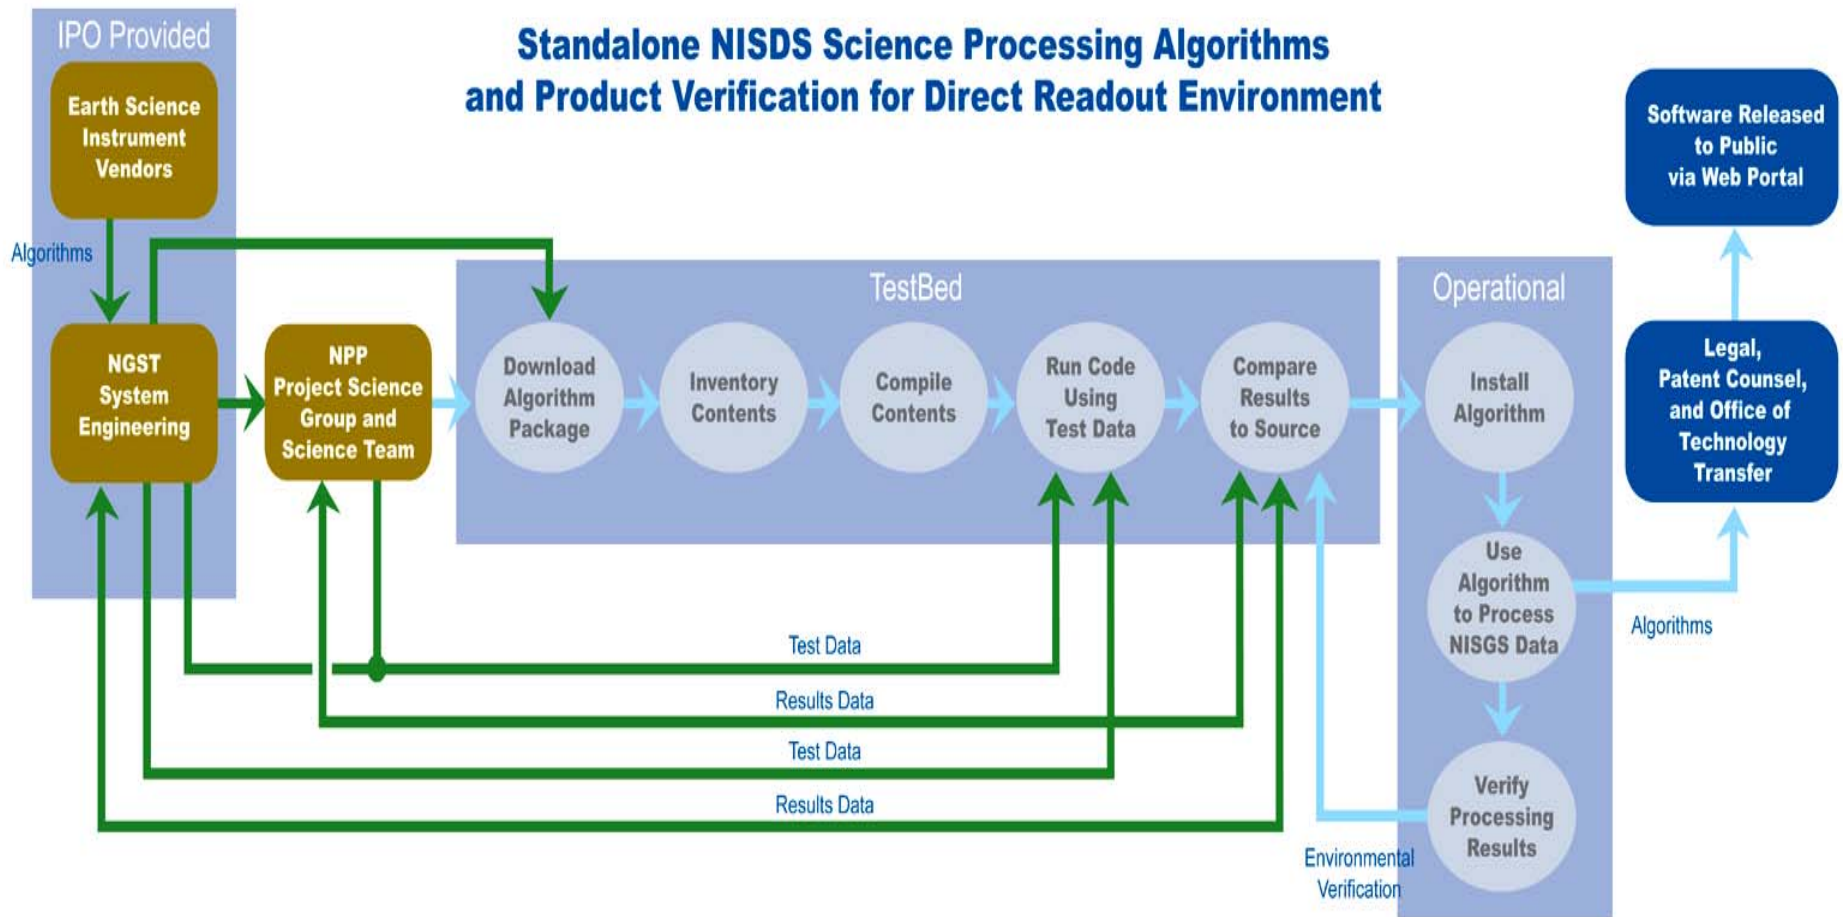 Standalone NISDS Science Processing Algorithms
and Product Verification for Direct Readout Environment
IPO Provided
Earth Science
Instrument
Vendors
Algorithms
NGST
System
Engineering
NPP
Project Science
Group and
Science Team
TestBed
Download
Algorithm
Package
Inventory
Contents
Compile
Contents
Run Code
Using
Test Data
Compare
Results
to Source
Operational
Install
Algorithm
Use
Algorithm
to Process
NISGS Data
Verify
Processing
Results
Software Released
to Public
via Web Portal
Legal,
Patent Counsel,
and Office of
Technology
Transfer
Algorithms
Test Data
Results Data
Test Data
Results Data
Environmental
Verification